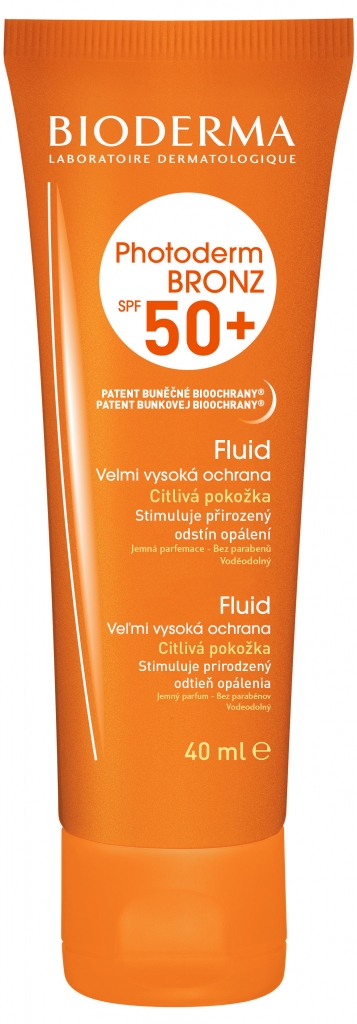 BIODERMA
LABORATOIRE DERMATOLOGIQUE
Photoderm
BRONZ
SPF 50+
PATENT BUNĚČNÉ BIOOCHRANY®
PATENT BUNKOVEJ BIOOCHRANY®
Fluid
Velmi vysoká ochrana
Citlivá pokožka
Stimuluje přirozený
odstín opálení
Jemná parfemace - Bez parabenů
Voděodolný
Fluid
Veľmi vysoká ochrana
Citlivá pokožka
Stimuluje prirodzený
odtieň opálenia
Jemný parfum - Bez parabénov
Vodeodolný
40 ml ℮